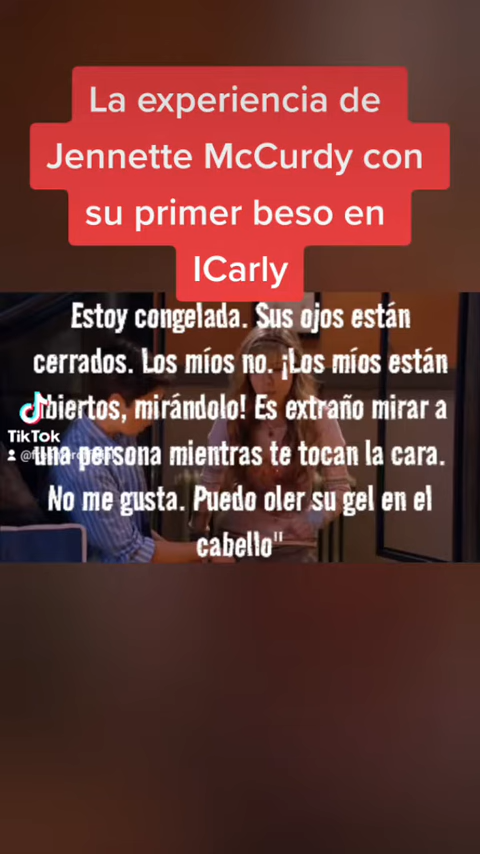 La experiencia de
Jennette McCurdy con
su primer beso en
ICarly
Estoy congelada. Sus ojos están
cerrados. Los míos no. ¡Los míos están
abiertos, mirándolo! Es extraño mirar a
una persona mientras te tocan la cara.
No me gusta. Puedo oler su gel en el
cabello"
TikTok